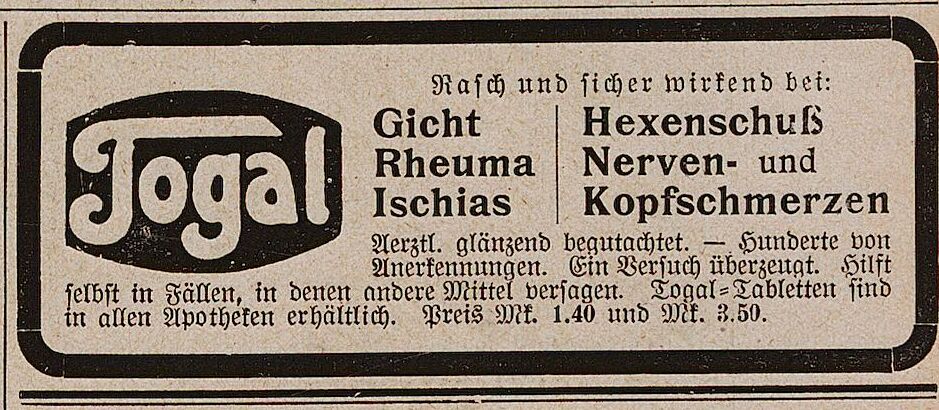 Togal
Rasch und sicher wirkend bei:
Gicht
Rheuma
Ischias
Hexenschuß
Nerven- und
Kopfschmerzen
Aerztl. glänzend begutachtet. — Hunderte von
Anerkennungen. Ein Versuch überzeugt. Hilft
selbst in Fällen, in denen andere Mittel versagen. Togal-Tabletten sind
in allen Apotheken erhältlich. Preis Mk. 1.40 und Mk. 3.50.